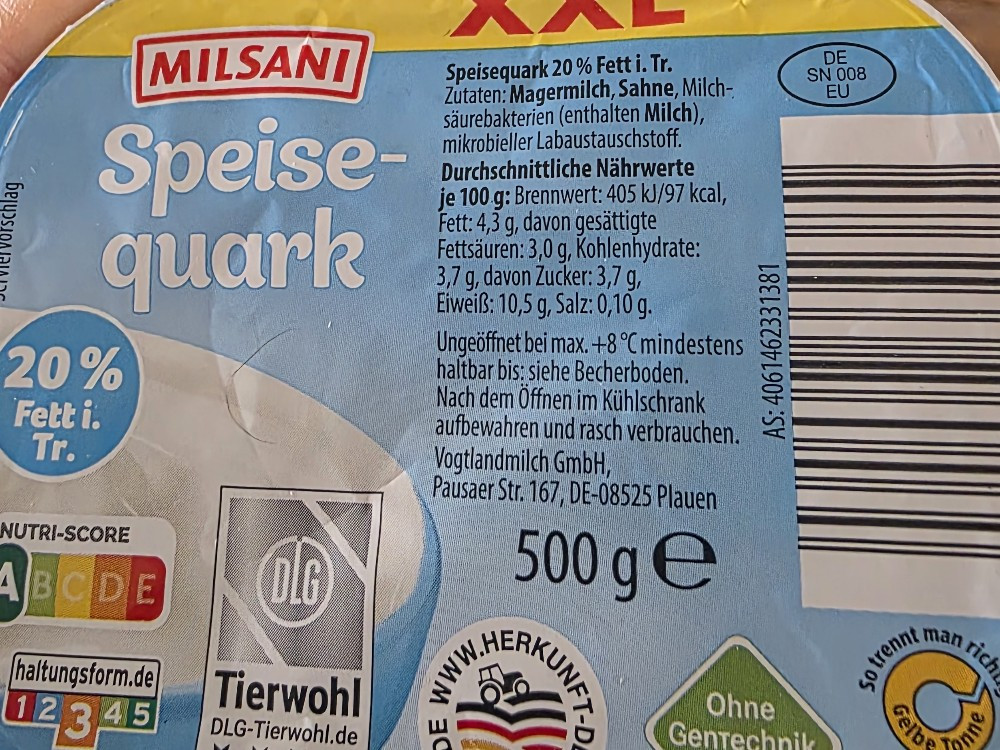 XXL
MILSANI
Speise-
quark
Speisequark 20 % Fett i. Tr.
Zutaten: Magermilch, Sahne, Milch-
säurebakterien (enthalten Milch),
mikrobieller Labaustauschstoff.
Durchschnittliche Nährwerte
je 100 g: Brennwert: 405 kJ/97 kcal,
Fett: 4,3 g, davon gesättigte
Fettsäuren: 3,0 g, Kohlenhydrate:
3,7 g, davon Zucker: 3,7 g,
Eiweiß: 10,5 g, Salz: 0,10 g.
Ungeöffnet bei max. +8 °C mindestens
haltbar bis: siehe Becherboden.
Nach dem Öffnen im Kühlschrank
aufbewahren und rasch verbrauchen.
Vogtlandmilch GmbH,
Pausaer Str. 167, DE-08525 Plauen
500 g e
DE
SN 008
EU
AS: 4061462331381
Serviervorschlag
20 %
Fett i.
Tr.
NUTRI-SCORE
A B C D E
haltungsform.de
1 2 3 4 5
DLG
Tierwohl
DLG-Tierwohl.de
WWW.HERKUNFT-DE
Ohne
GenTechnik
So trennt man rich
Gelbe Tonne